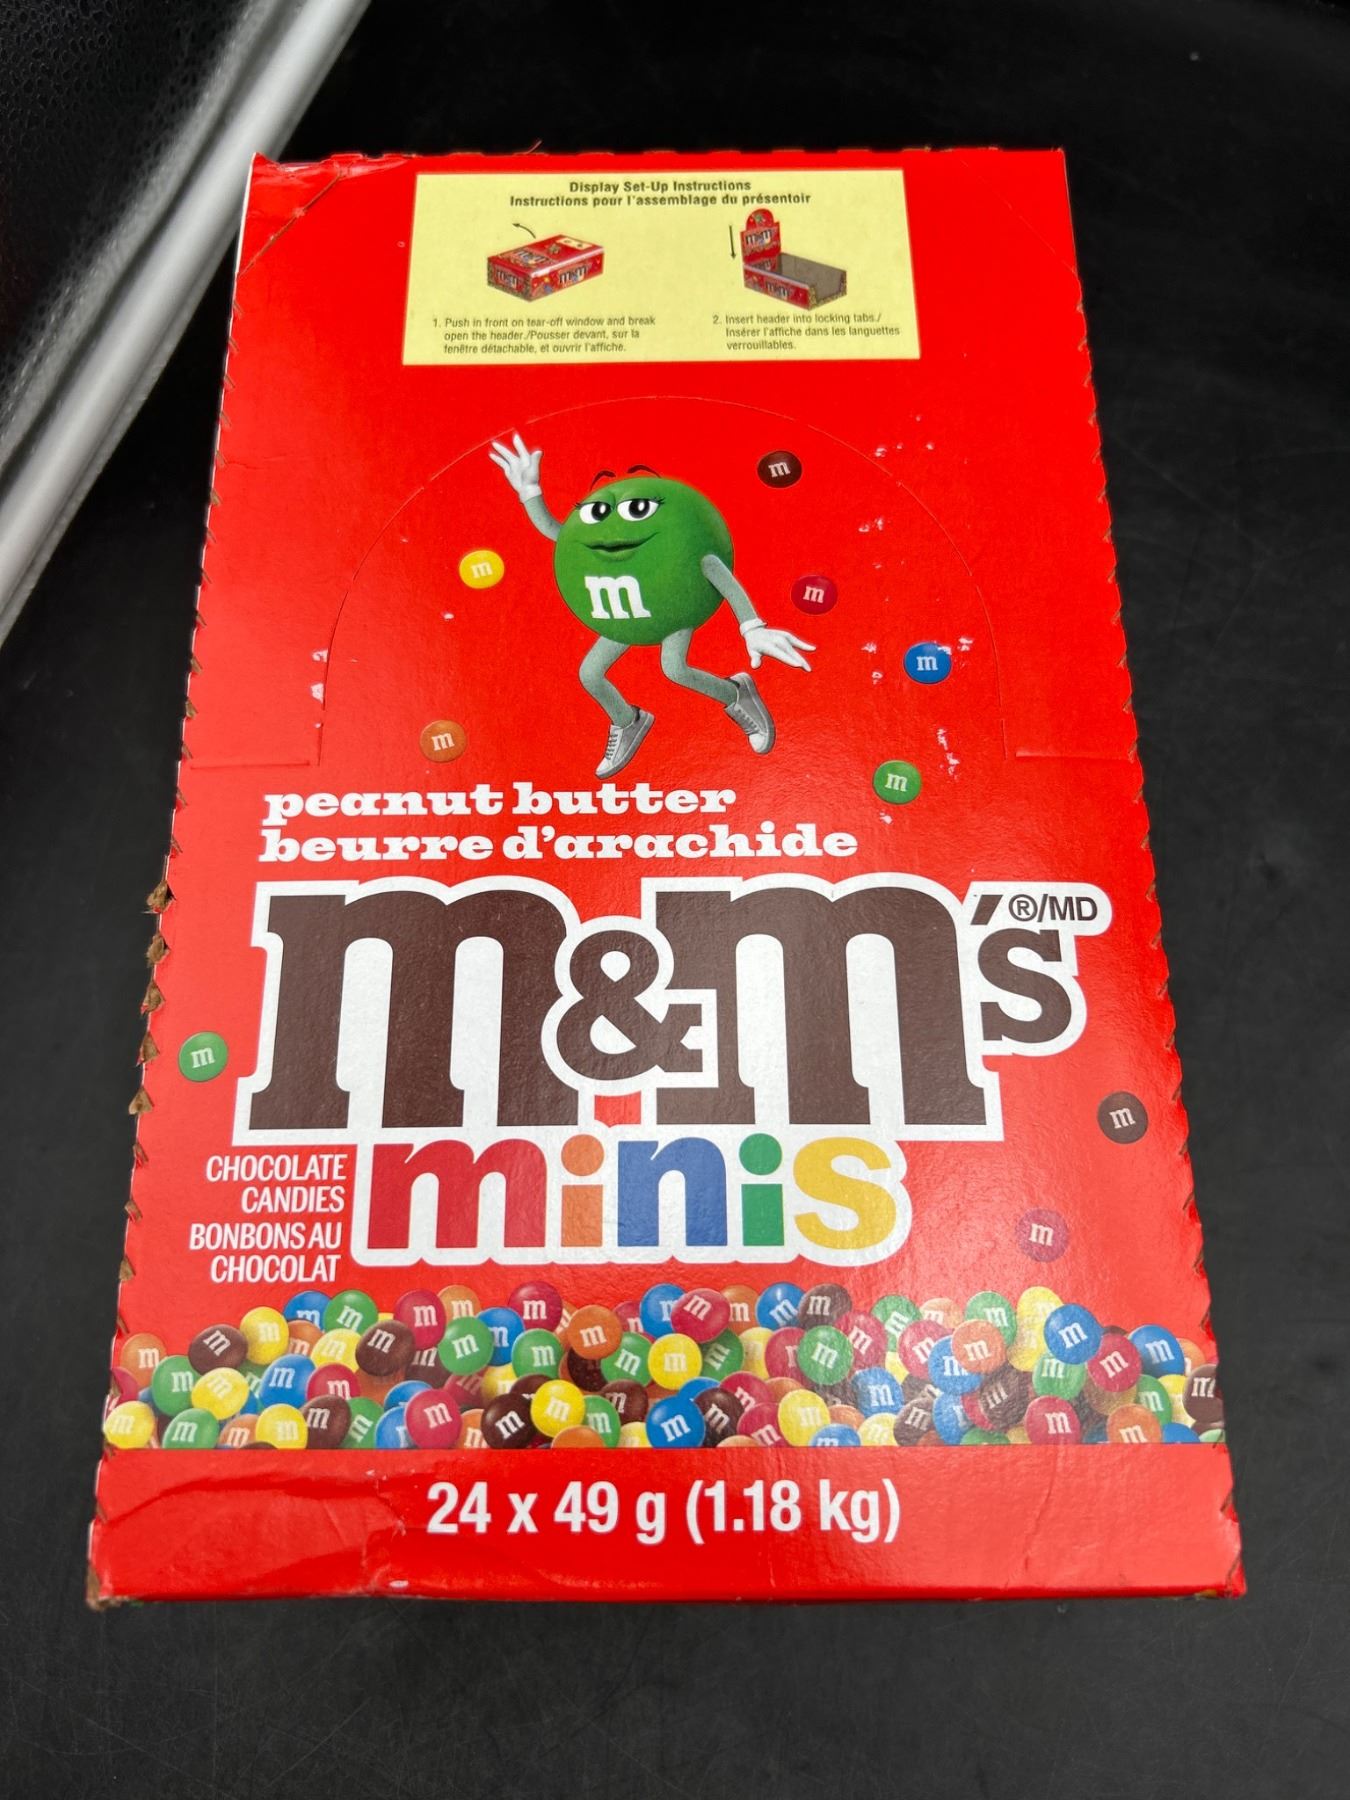 Display Set-Up Instructions
Instructions pour l'assemblage du présentoir
1. Push in front on tear-off window and break
open the header./Pousser devant, sur la
fenêtre détachable, et ouvrir l'affiche.
2. Insert header into locking tabs./
Insérer l'affiche dans les languettes
verrouillables.
m
peanut butter
beurre d'arachide
m&m's®/MD
minis
CHOCOLATE
CANDIES
BONBONS AU
CHOCOLAT
24 x 49 g (1.18 kg)